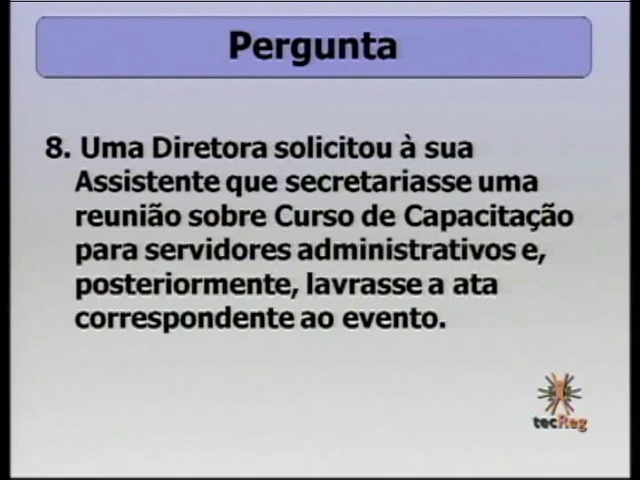 Pergunta
8. Uma Diretora solicitou à sua
Assistente que secretariasse uma
reunião sobre Curso de Capacitação
para servidores administrativos e,
posteriormente, lavrasse a ata
correspondente ao evento.
tecReg